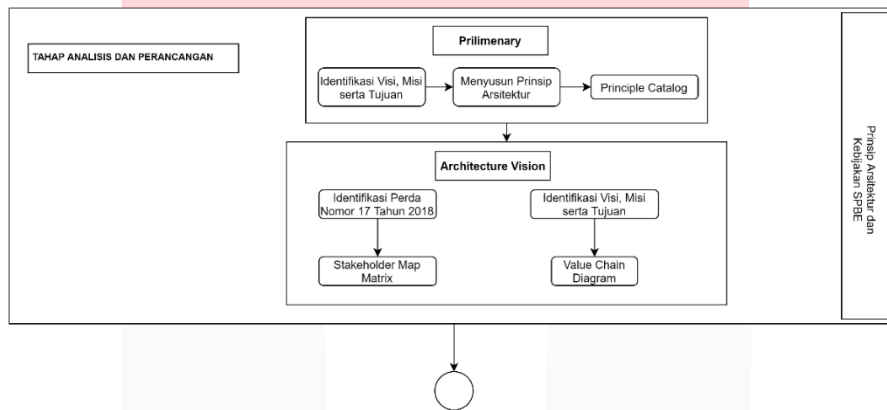 TAHAP ANALISIS DAN PERANCANGAN
Prilimenary
Identifikasi Visi, Misi
serta Tujuan
Menyusun Prinsip
Arsitektur
Principle Catalog
Architecture Vision
Identifikasi Perda
Nomor 17 Tahun 2018
Identifikasi Visi, Misi
serta Tujuan
Stakeholder Map
Matrix
Value Chain
Diagram
Prinsip Arsitektur dan
Kebijakan SPBE